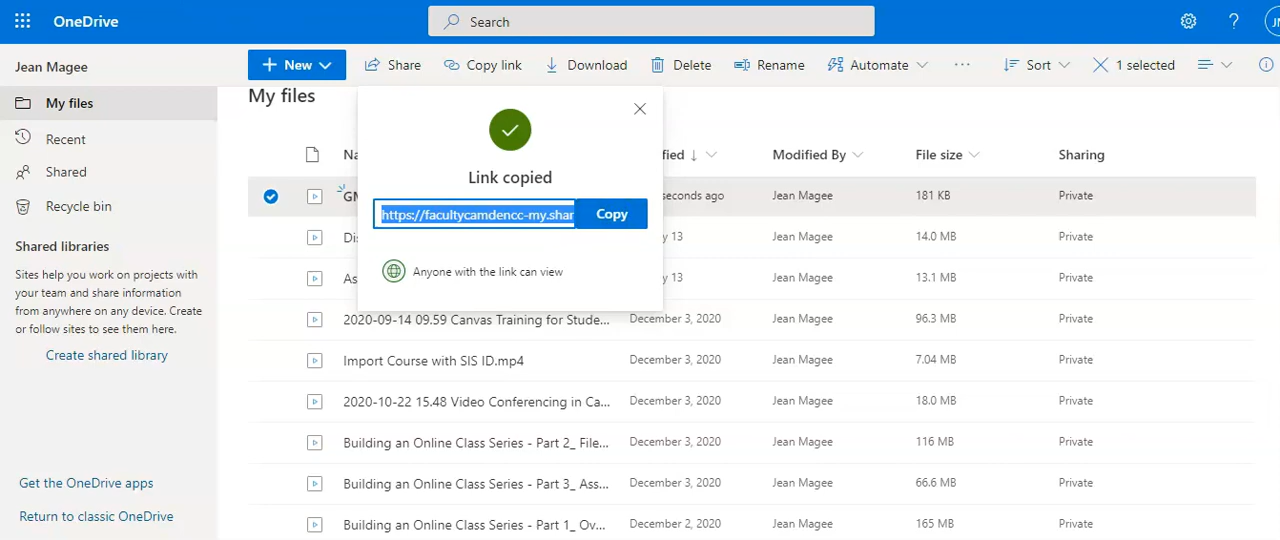 OneDrive
Search
?
Jean Magee
New
Share
Copy link
Download
Delete
Rename
Automate
...
Sort
1 selected
My files
Recent
Shared
Recycle bin
Shared libraries
Sites help you work on projects with
your team and share information
from anywhere on any device. Create
or follow sites to see them here.
Create shared library
Get the OneDrive apps
Return to classic OneDrive
My files
Link copied
https://facultycamdencc-my.shar
Copy
Anyone with the link can view
Modified By File size Sharing
seconds ago Jean Magee 181 KB Private
13 Jean Magee 14.0 MB Private
13 Jean Magee 13.1 MB Private
2020-09-14 09.59 Canvas Training for Stude... December 3, 2020 Jean Magee 96.3 MB Private
Import Course with SIS ID.mp4 December 3, 2020 Jean Magee 7.04 MB Private
2020-10-22 15.48 Video Conferencing in Ca... December 3, 2020 Jean Magee 18.0 MB Private
Building an Online Class Series - Part 2_ File... December 3, 2020 Jean Magee 116 MB Private
Building an Online Class Series - Part 3_ Ass... December 3, 2020 Jean Magee 66.6 MB Private
Building an Online Class Series - Part 1_ Ov... December 2, 2020 Jean Magee 165 MB Private